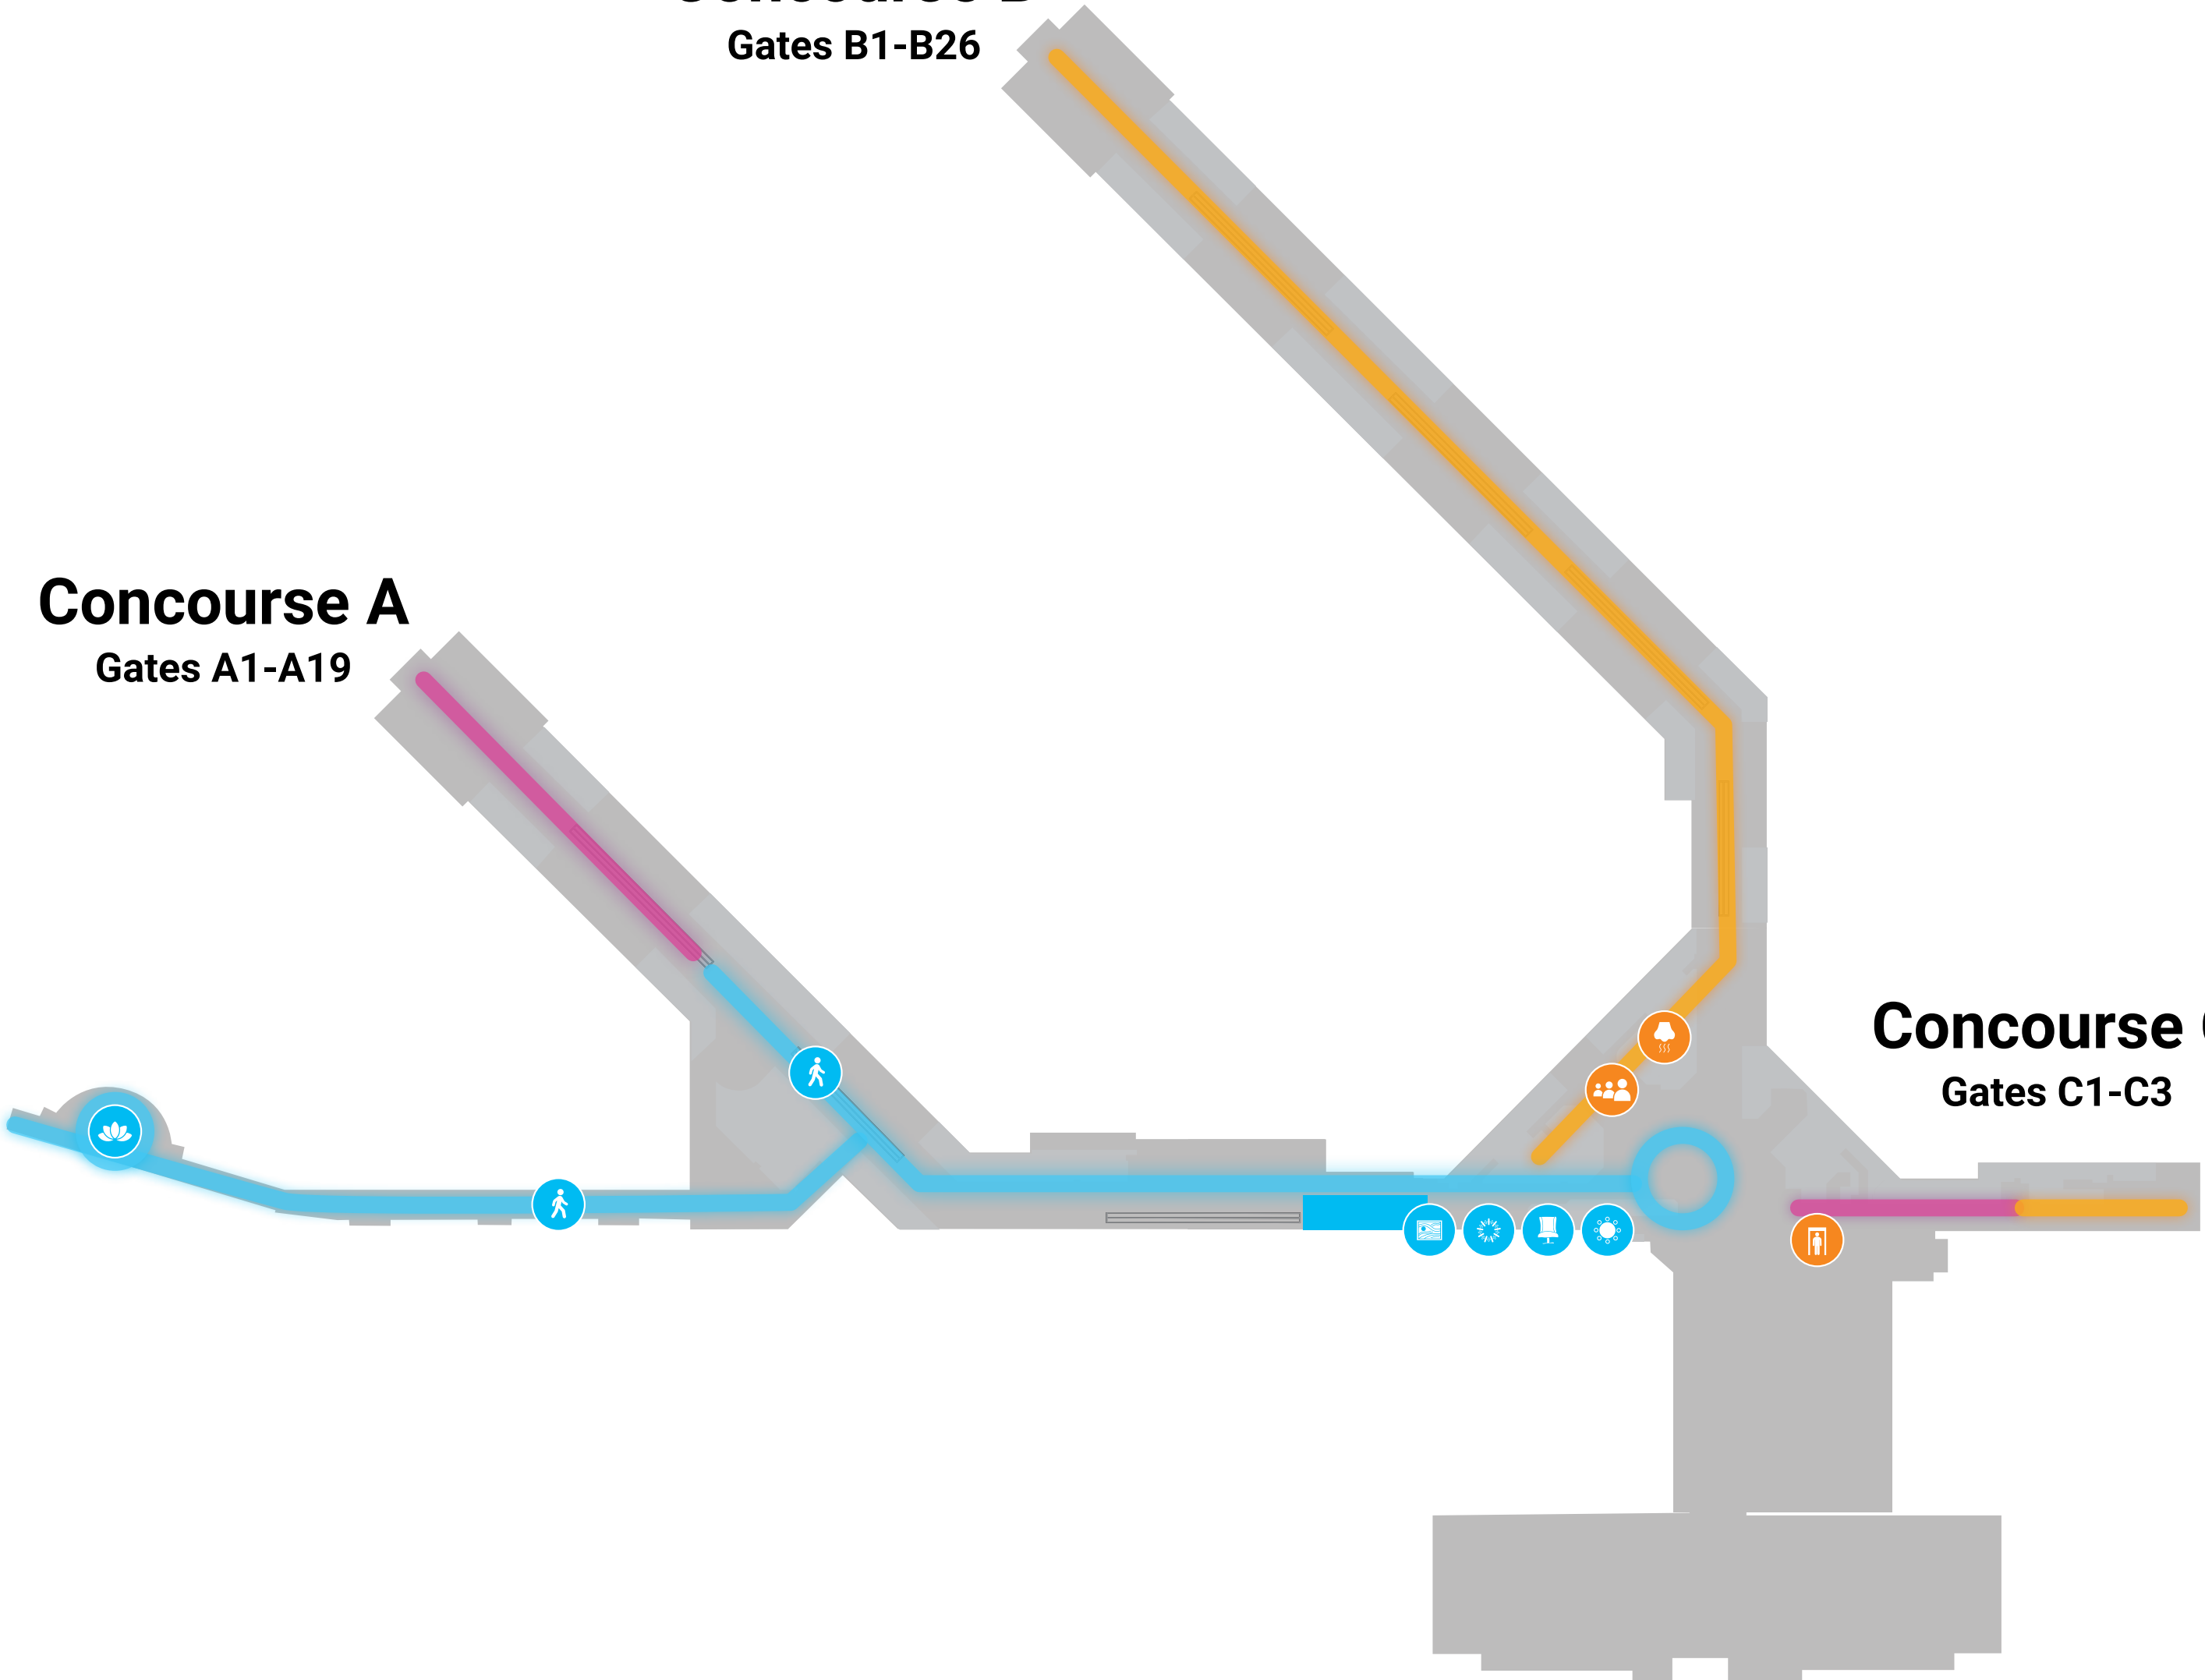 Gates B1-B26
Concourse A
Gates A1-A19
Concourse
Gates C1-C3